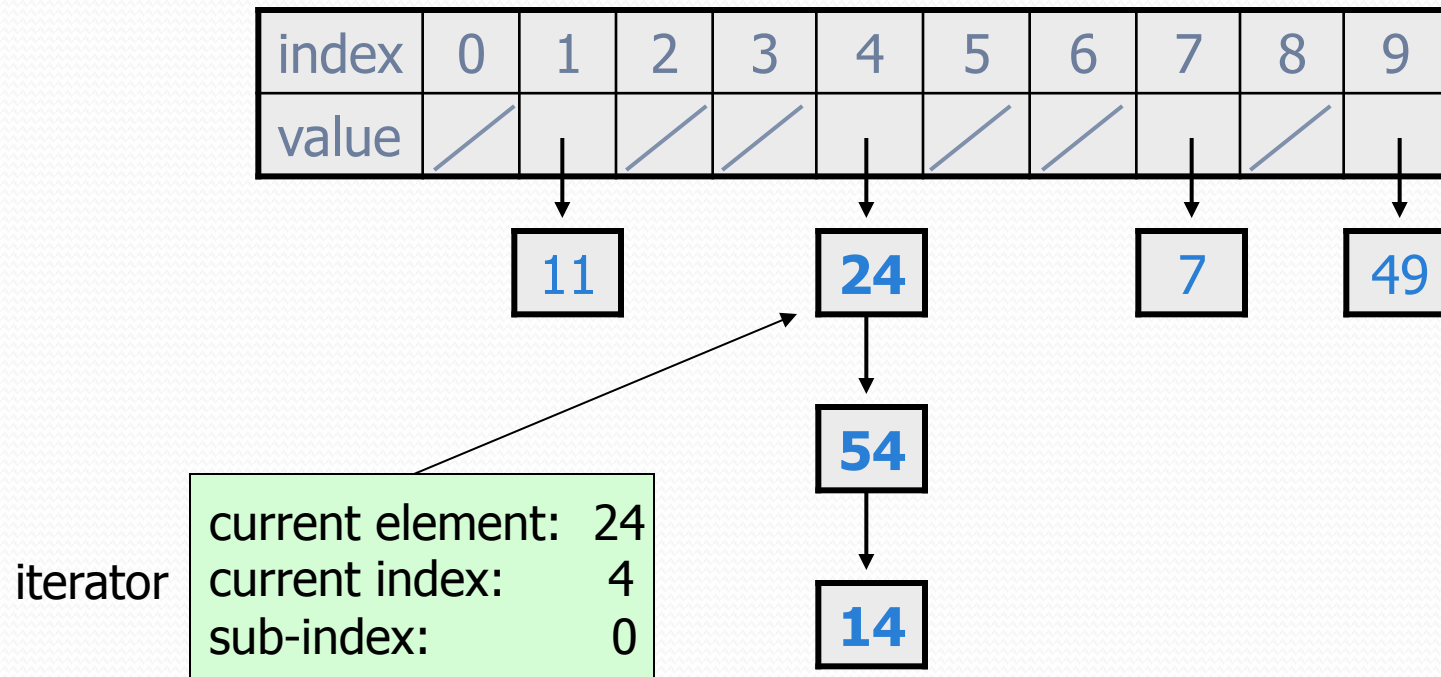 index 0 1 2 3 4 5 6 7 8 9
value
11 24 7 49
54
current element: 24
iterator current index: 4
sub-index: 0
14